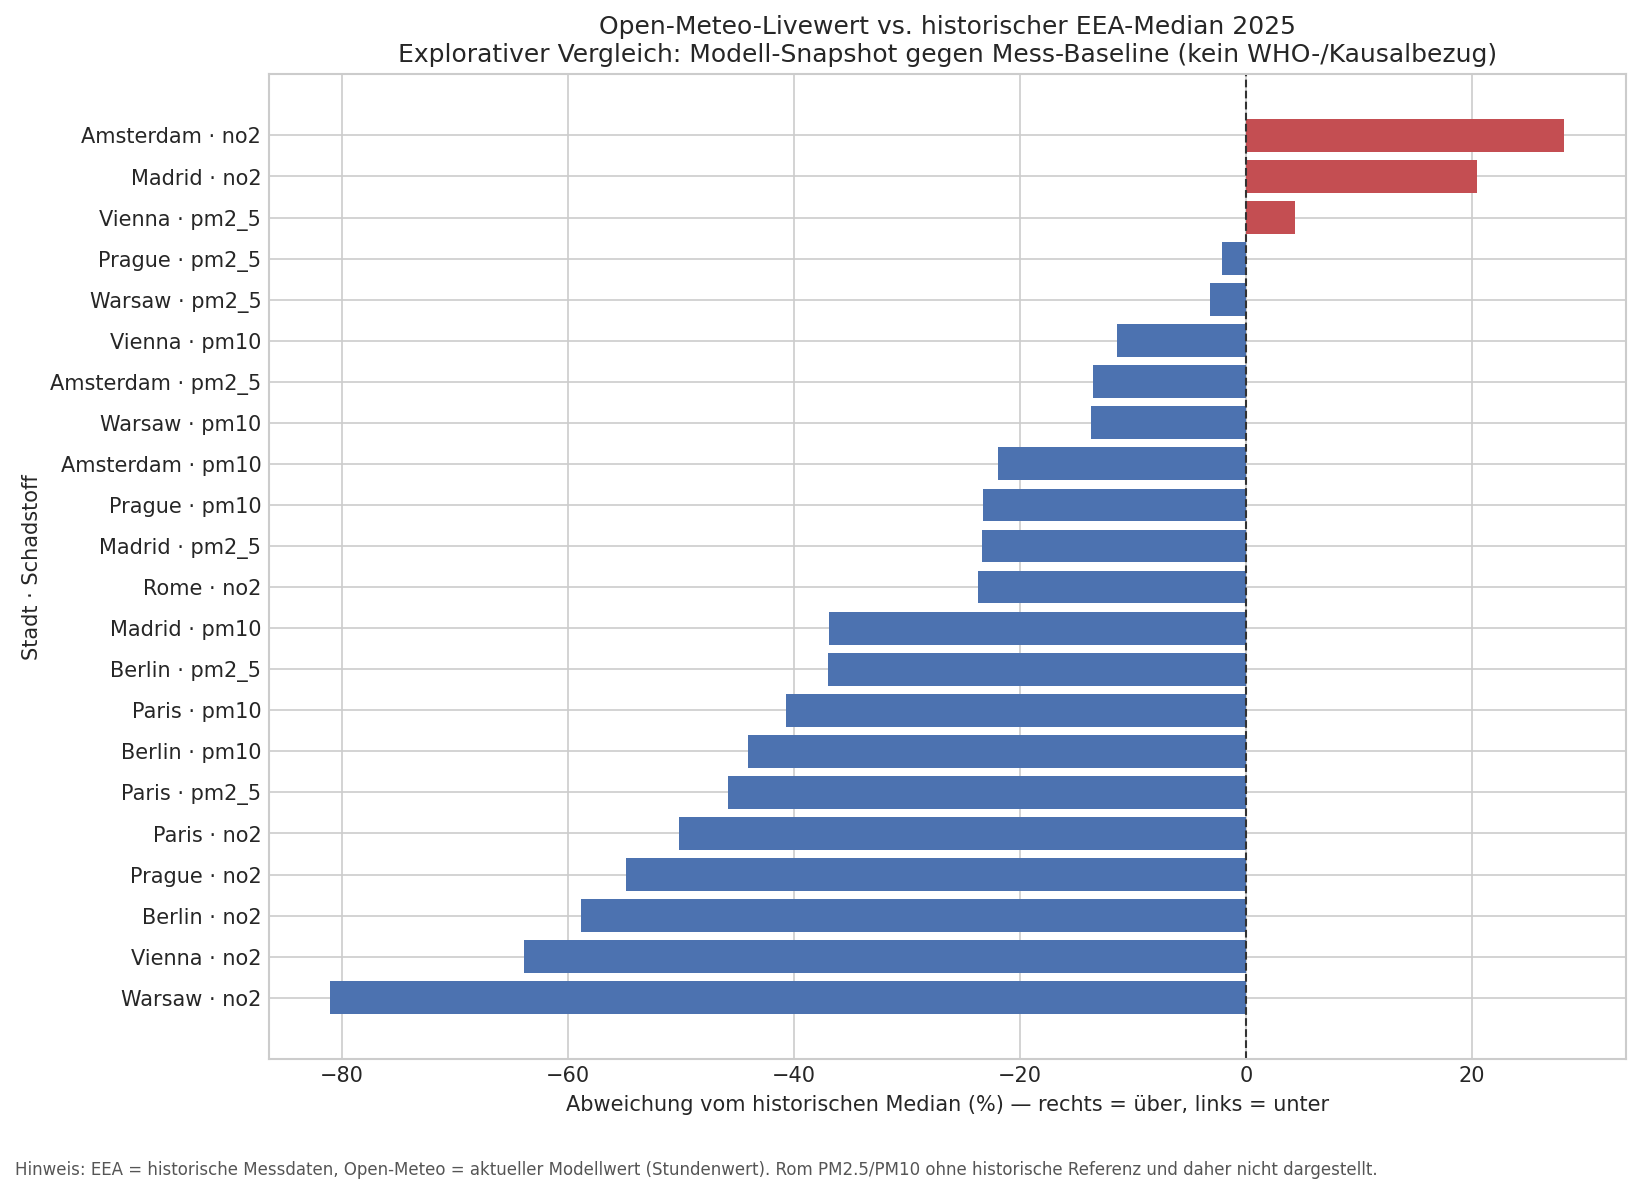 Open-Meteo-Livewert vs. historischer EEA-Median 2025
Explorativer Vergleich: Modell-Snapshot gegen Mess-Baseline (kein WHO-/Kausalbezug)
Stadt · Schadstoff
Amsterdam · no2
Madrid · no2
Vienna · pm2_5
Prague · pm2_5
Warsaw · pm2_5
Vienna · pm10
Amsterdam · pm2_5
Warsaw · pm10
Amsterdam · pm10
Prague · pm10
Madrid · pm2_5
Rome · no2
Madrid · pm10
Berlin · pm2_5
Paris · pm10
Berlin · pm10
Paris · pm2_5
Paris · no2
Prague · no2
Berlin · no2
Vienna · no2
Warsaw · no2
−80 −60 −40 −20 0 20
Abweichung vom historischen Median (%) — rechts = über, links = unter
Hinweis: EEA = historische Messdaten, Open-Meteo = aktueller Modellwert (Stundenwert). Rom PM2.5/PM10 ohne historische Referenz und daher nicht dargestellt.